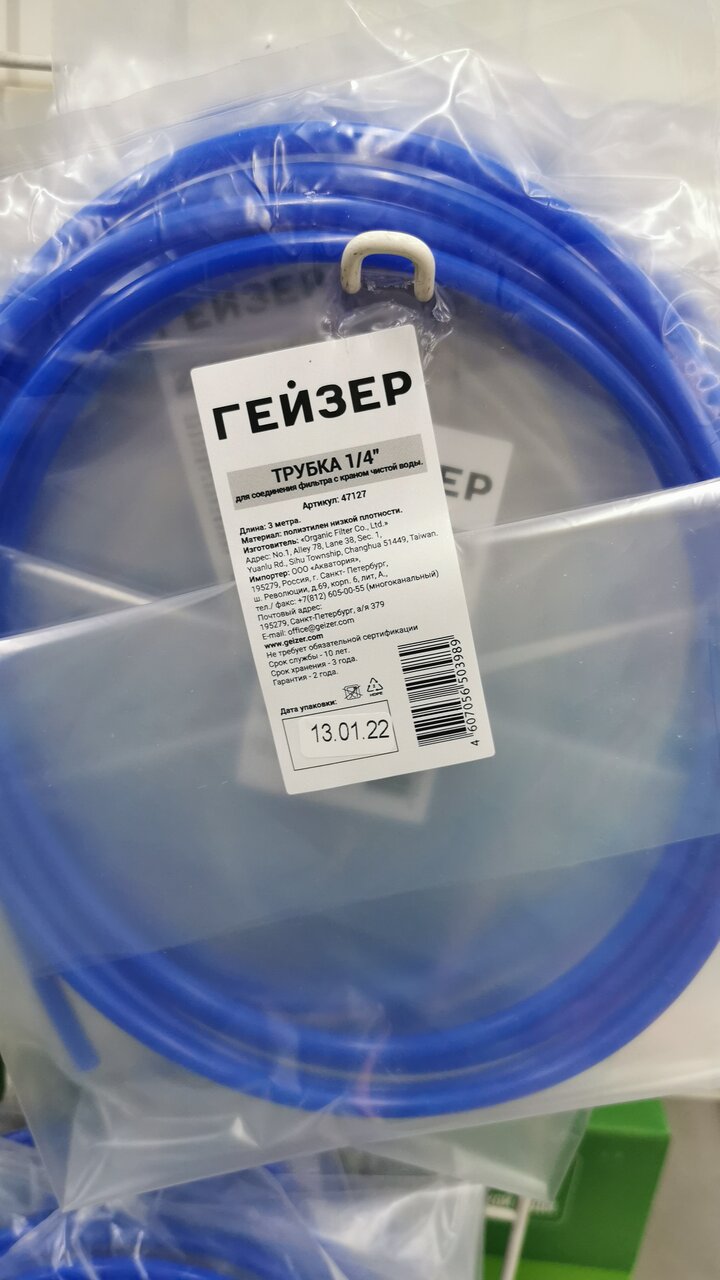 ГЕЙЗЕР
ТРУБКА 1/4"
для соединения фильтра с краном чистой воды.
Артикул: 47127
Длина: 3 метра.
Материал: полиэтилен низкой плотности.
Изготовитель: «Organic Filter Co., Ltd.»
Адрес: No.1, Alley 78, Lane 38, Sec. 1,
Yuanlu Rd., Sihu Township, Changhua 51449, Taiwan.
Импортер: ООО «Акватория»,
195279, Россия, г. Санкт- Петербург,
ш. Революции, д.69, корп. 6, лит, А.,
тел./ факс: +7(812) 605-00-55 (многоканальный)
Почтовый адрес:
195279, Санкт-Петербург, а/я 379
E-mail: office@geizer.com
www.geizer.com
Не требует обязательной сертификации
Срок службы - 10 лет.
Срок хранения - 3 года.
Гарантия - 2 года.
2
HDPE
Дата упаковки:
13.01.22
4 607056 503989
ЕР
ГЕЙЗЕР